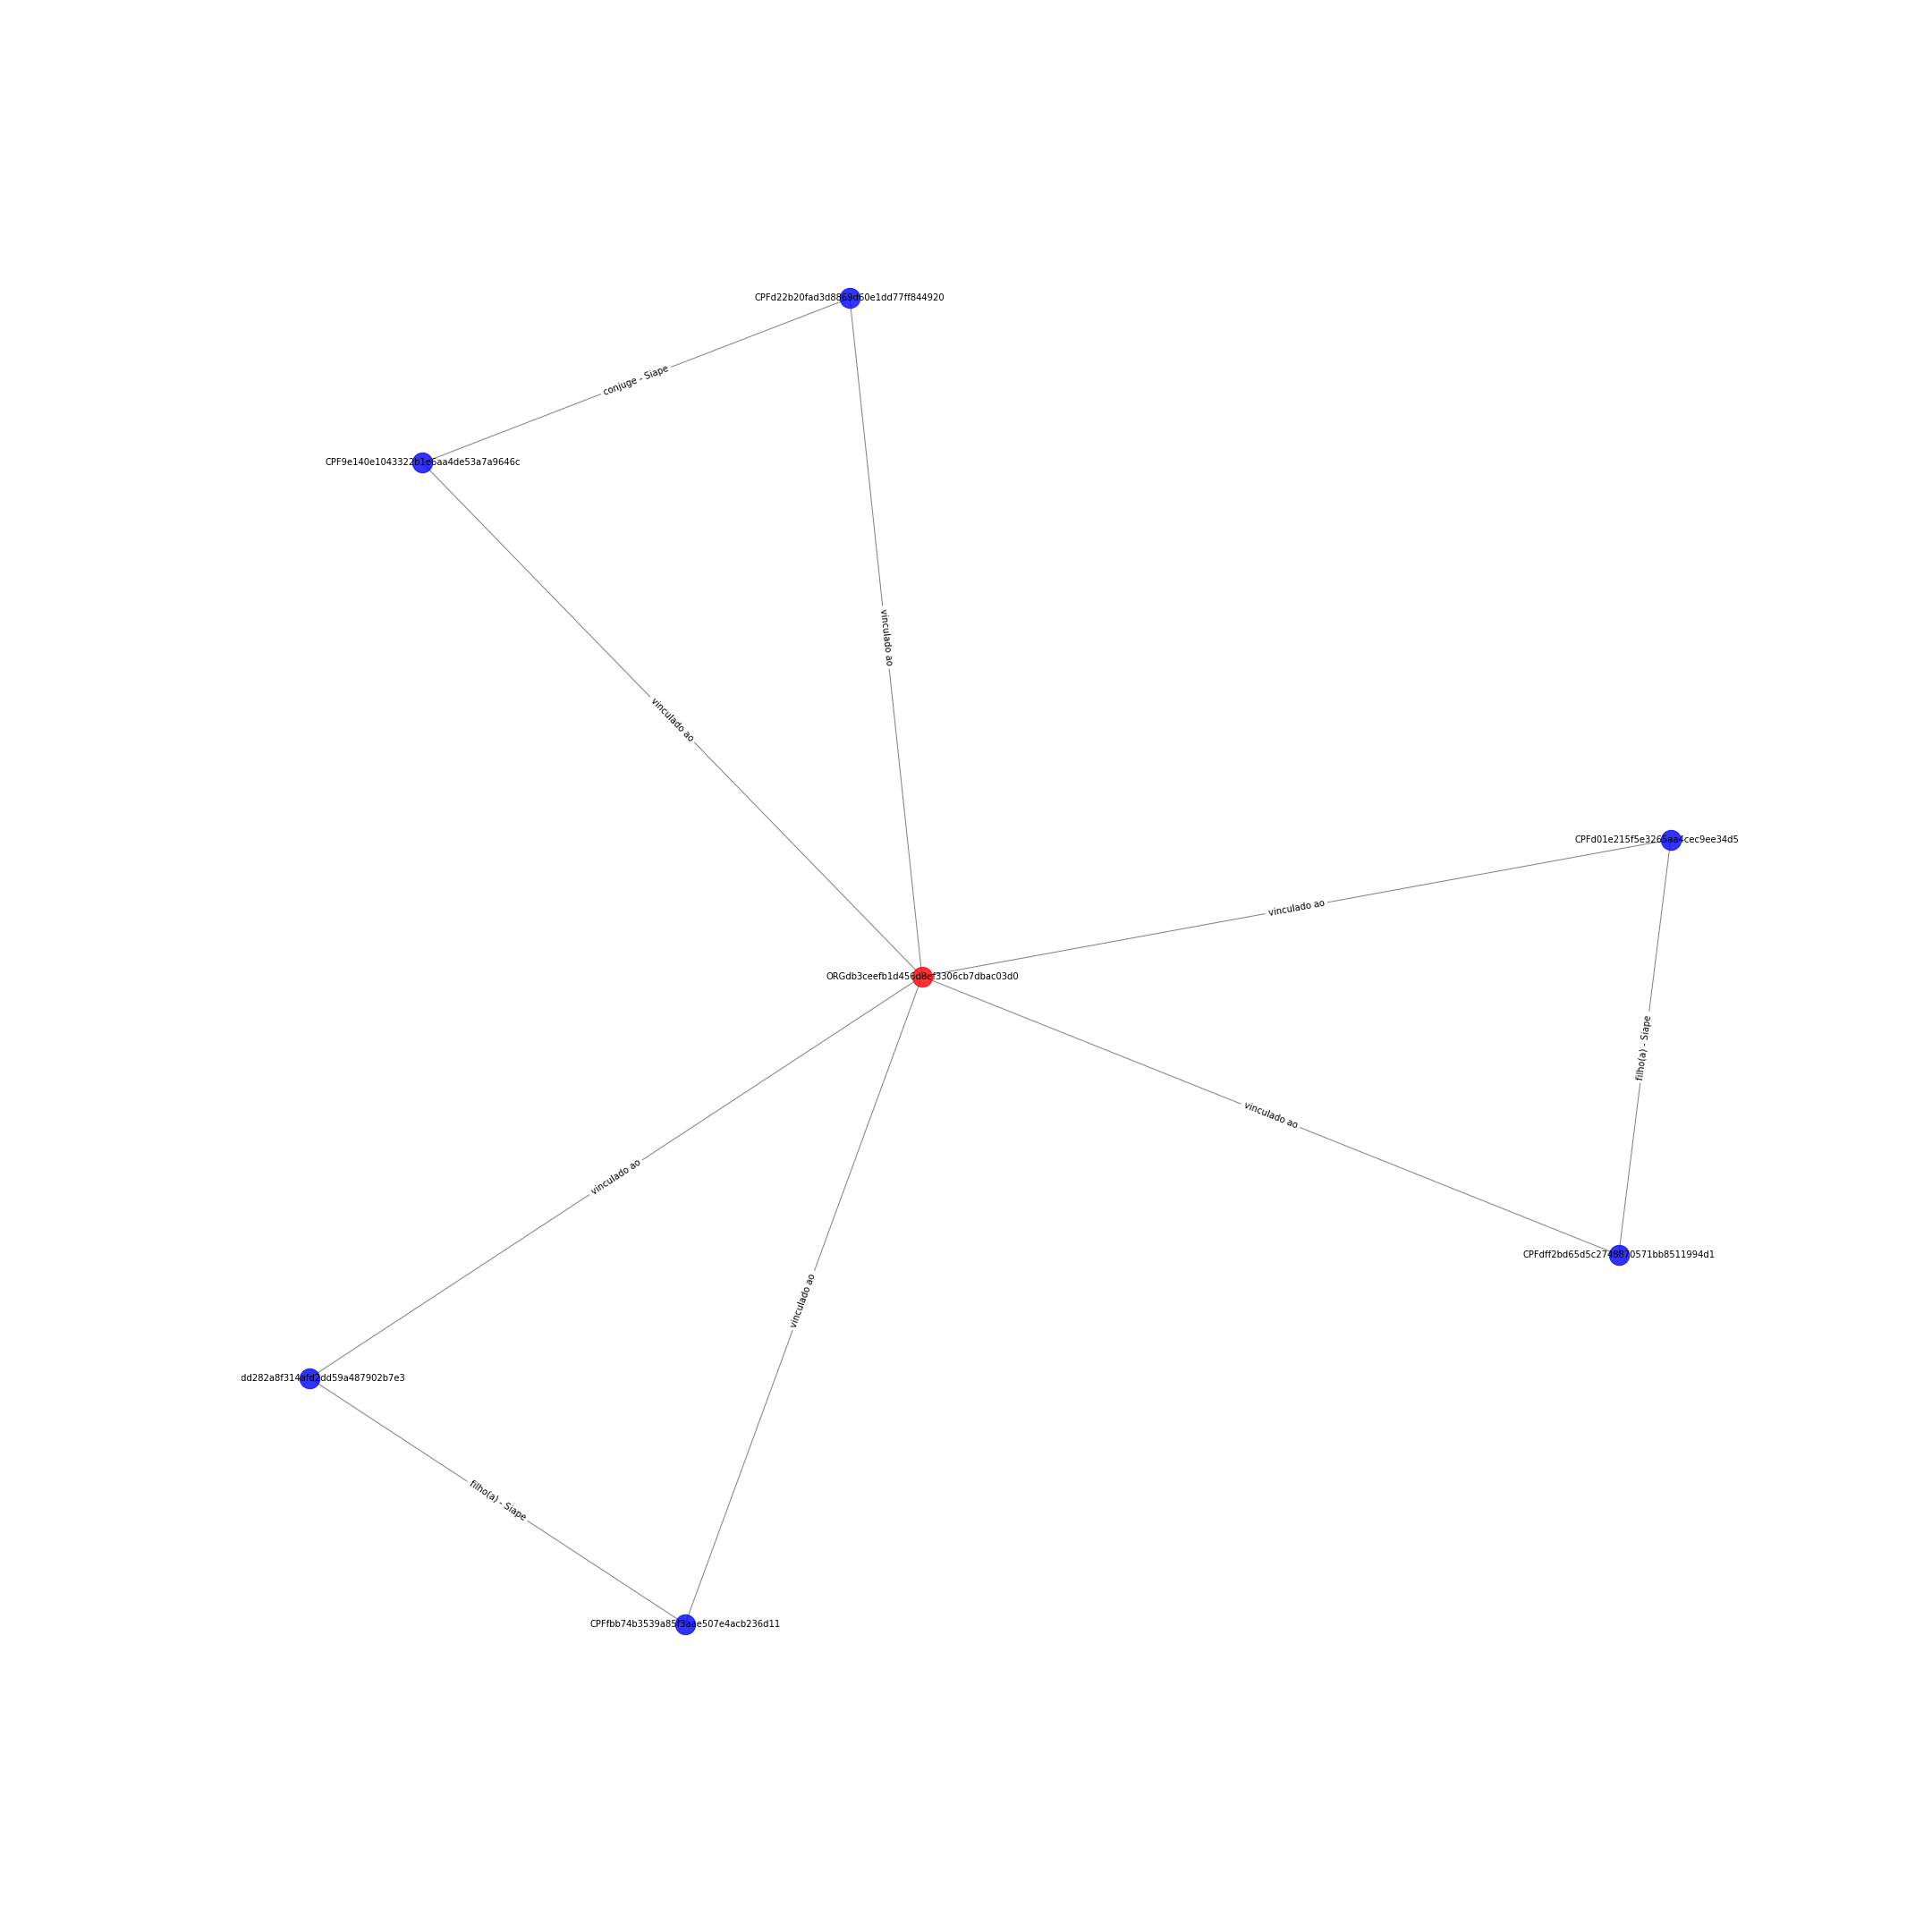 CPFd22b20fad3d8869d60e1dd77ff844920
conjuge - Siape
CPF9e140e1043322b1e6aa4de53a7a9646c
vinculado ao
vinculado ao
CPFd01e215f5e3265aa4cec9ee34d5
vinculado ao
ORGdb3ceefb1d456d8ef3306cb7dbac03d0
filho(a) - Siape
vinculado ao
vinculado ao
CPFdff2bd65d5c2748870571bb8511994d1
vinculado ao
dd282a8f314afd2dd59a487902b7e3
filho(a) - Siape
CPFfbb74b3539a85f3aae507e4acb236d11